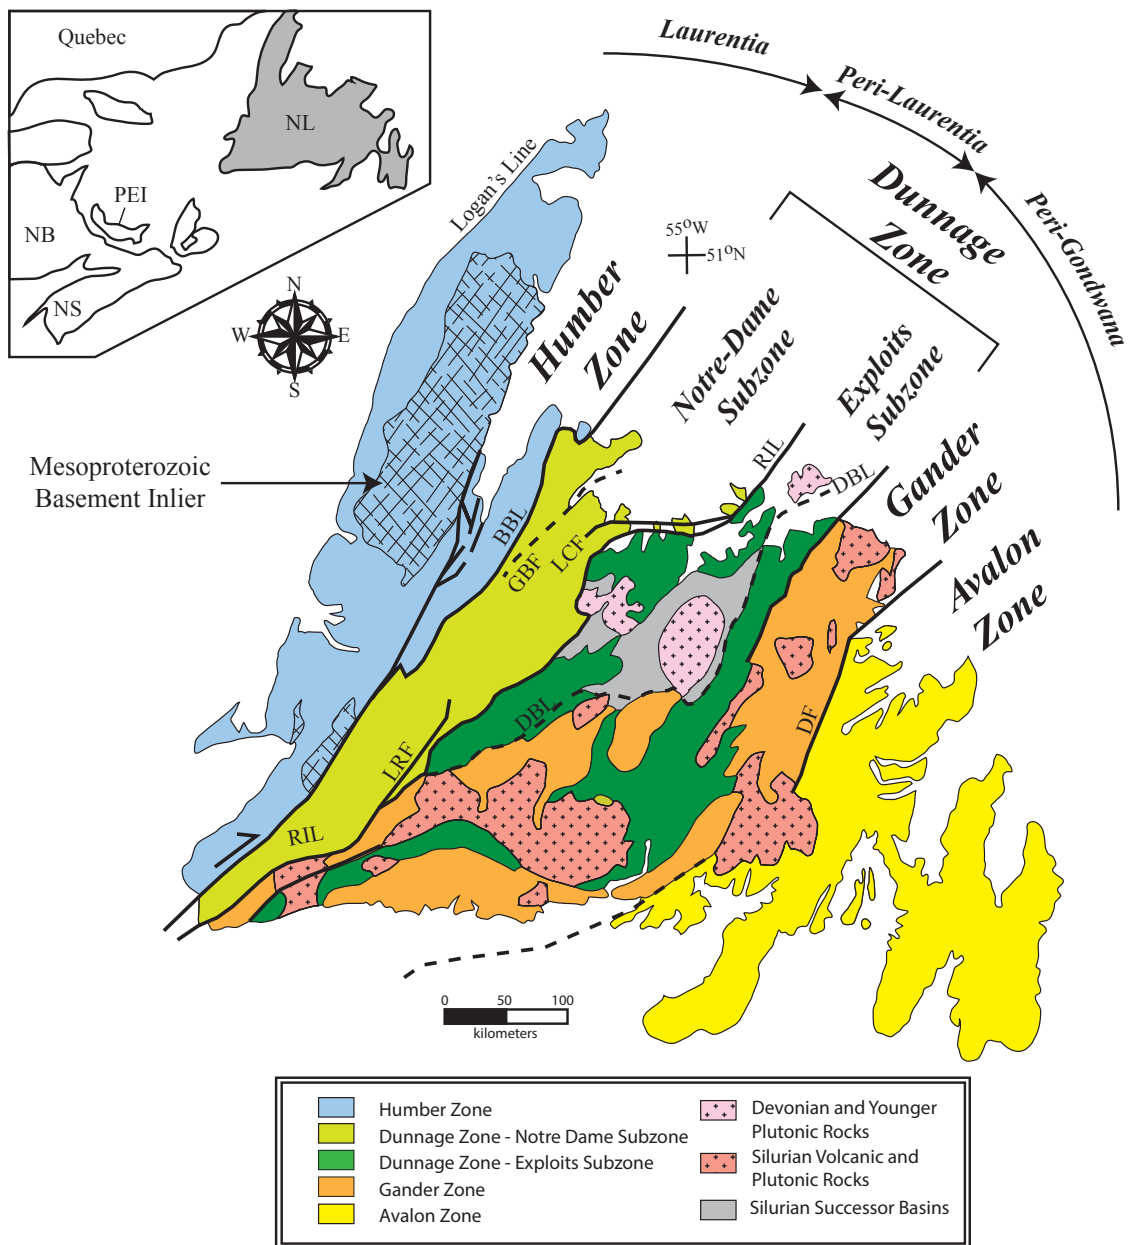 Quebec
NL
PEI
NB
NS
Laurentia
Peri-Laurentia
Peri-Gondwana
Dunnage
Zone
Logan's Line
55°W
51°N
N
W
E
S
Humber
Zone
Notre-Dame
Subzone
Exploits
Subzone
Gander
Zone
Avalon
Zone
Mesoproterozoic
Basement Inlier
RIL
DBL
BBL
GBF
LCF
DBL
LRF
DF
RIL
0 50 100
kilometers
Humber Zone
Dunnage Zone - Notre Dame Subzone
Dunnage Zone - Exploits Subzone
Gander Zone
Avalon Zone
Devonian and Younger
Plutonic Rocks
Silurian Volcanic and
Plutonic Rocks
Silurian Successor Basins